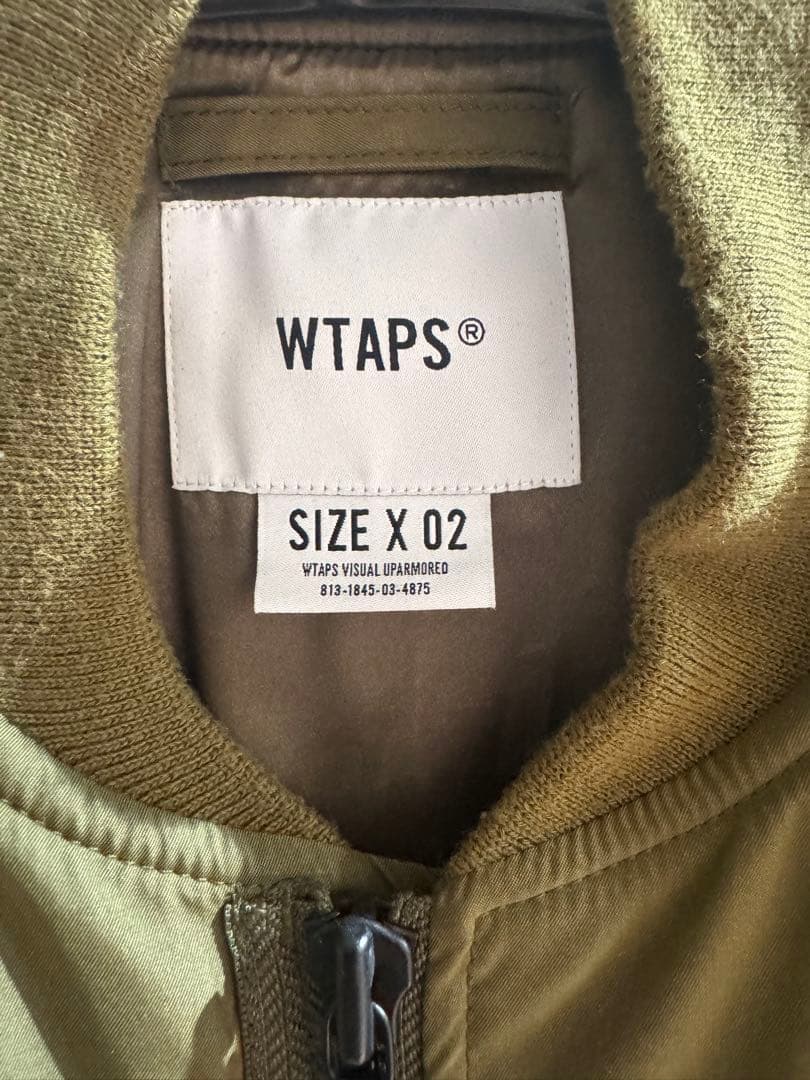 WTAPS®
SIZE X 02
WTAPS VISUAL UPARMORED
813-1845-03-4875